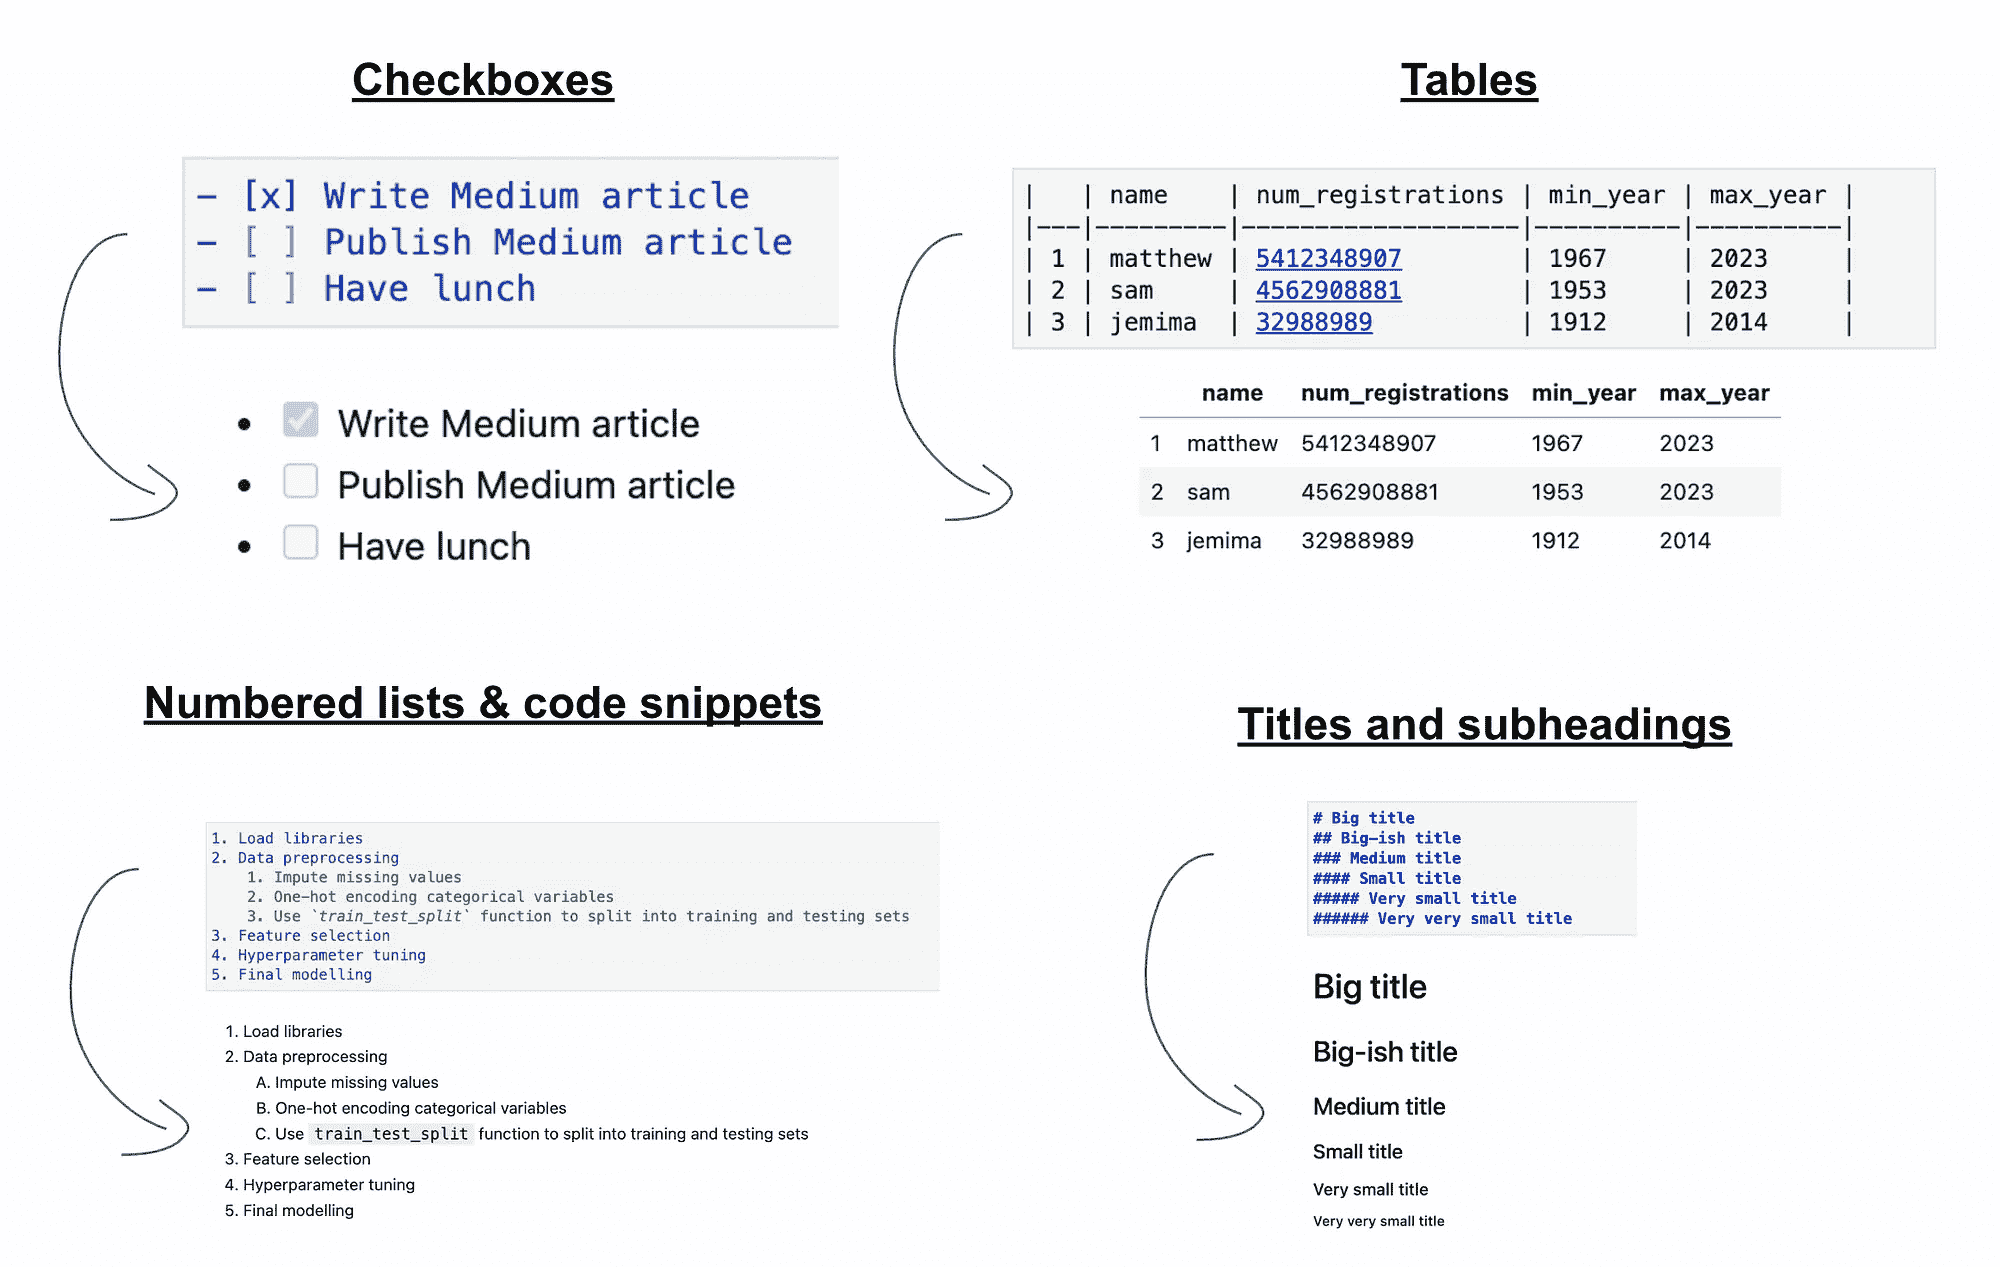 Checkboxes
- [x] Write Medium article
- [ ] Publish Medium article
- [ ] Have lunch
• Write Medium article
• Publish Medium article
• Have lunch
Tables
|   | name    | num_registrations | min_year | max_year |
|---|---------|-------------------|----------|----------|
| 1 | matthew | 5412348907        | 1967     | 2023     |
| 2 | sam     | 4562908881        | 1953     | 2023     |
| 3 | jemima  | 32988989          | 1912     | 2014     |
name num_registrations min_year max_year
1 matthew 5412348907 1967 2023
2 sam 4562908881 1953 2023
3 jemima 32988989 1912 2014
Numbered lists & code snippets
1. Load libraries
2. Data preprocessing
    1. Impute missing values
    2. One-hot encoding categorical variables
    3. Use `train_test_split` function to split into training and testing sets
3. Feature selection
4. Hyperparameter tuning
5. Final modelling
1. Load libraries
2. Data preprocessing
A. Impute missing values
B. One-hot encoding categorical variables
C. Use train_test_split function to split into training and testing sets
3. Feature selection
4. Hyperparameter tuning
5. Final modelling
Titles and subheadings
# Big title
## Big-ish title
### Medium title
#### Small title
##### Very small title
###### Very very small title
Big title
Big-ish title
Medium title
Small title
Very small title
Very very small title